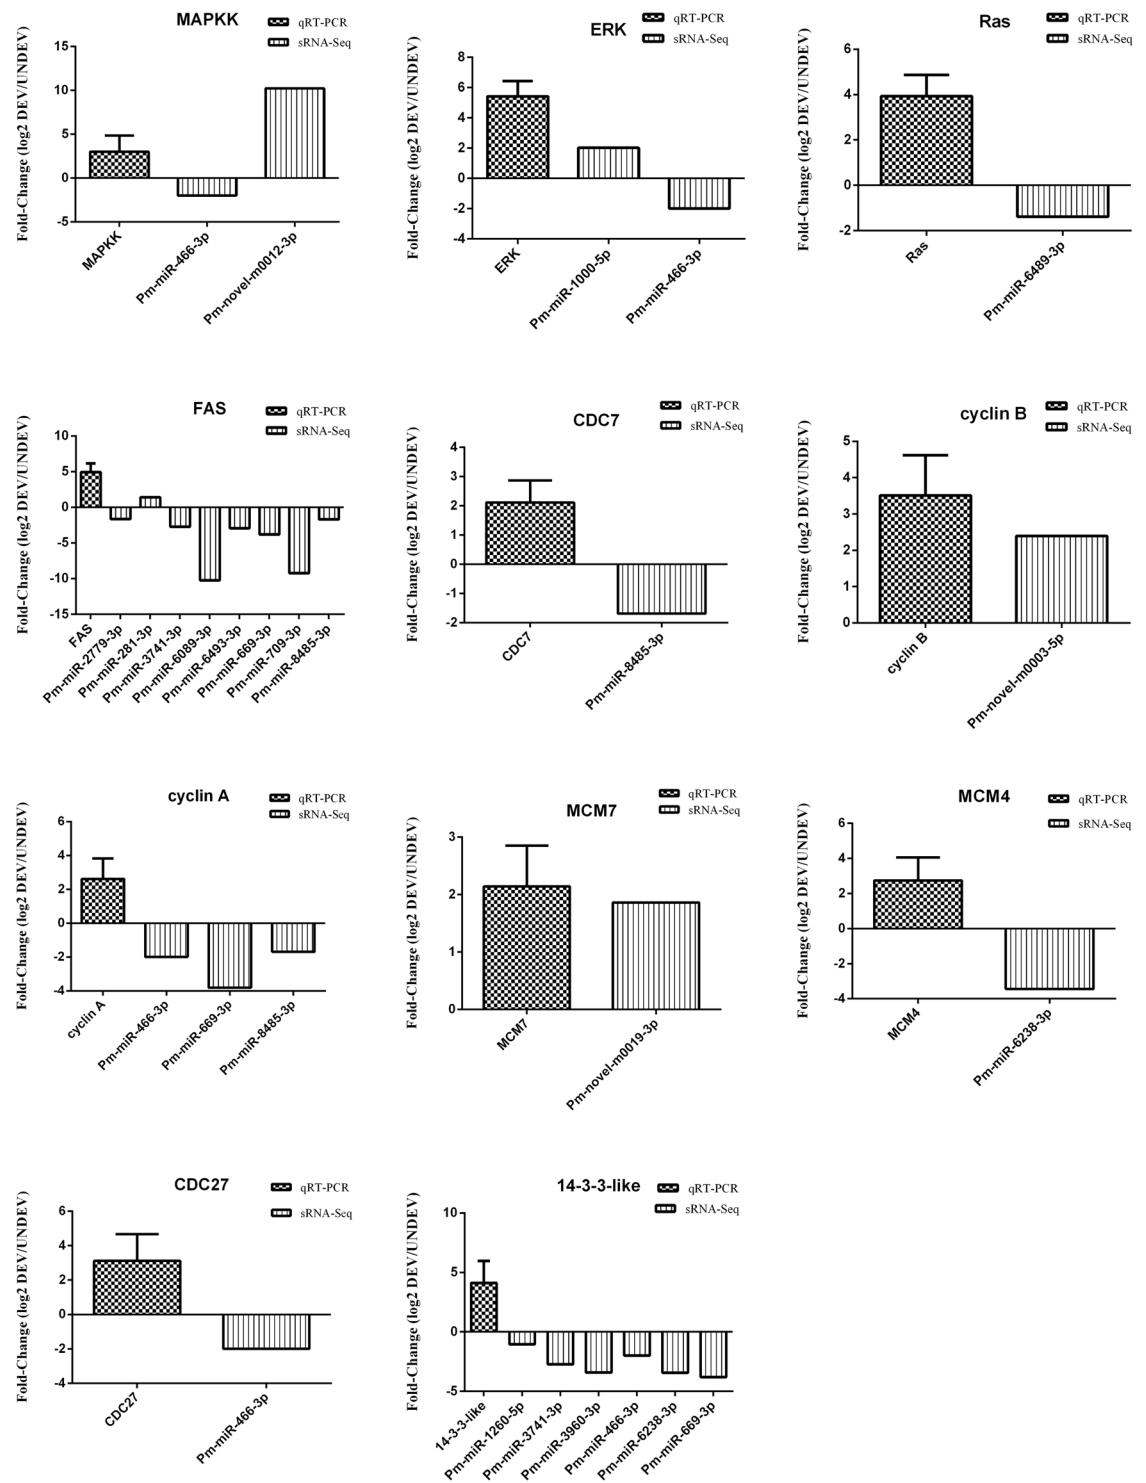 MAPKK
qRT-PCR
sRNA-Seq
Fold-Change (log2 DEV/UNDEV)
15
10
5
0
-5
MAPKK
Pm-miR-466-3p
Pm-novel-m0012-3p
ERK
qRT-PCR
sRNA-Seq
Fold-Change (log2 DEV/UNDEV)
8
6
4
2
0
-2
-4
ERK
Pm-miR-1000-5p
Pm-miR-466-3p
Ras
qRT-PCR
sRNA-Seq
Fold-Change (log2 DEV/UNDEV)
6
4
2
0
-2
Ras
Pm-miR-6489-3p
FAS
qRT-PCR
sRNA-Seq
Fold-Change (log2 DEV/UNDEV)
10
5
0
-5
-10
-15
FAS
Pm-miR-2779-3p
Pm-miR-281-3p
Pm-miR-3741-3p
Pm-miR-6089-3p
Pm-miR-6493-3p
Pm-miR-669-3p
Pm-miR-709-3p
Pm-miR-8485-3p
CDC7
qRT-PCR
sRNA-Seq
Fold-Change (log2 DEV/UNDEV)
4
3
2
1
0
-1
-2
CDC7
Pm-miR-8485-3p
cyclin B
qRT-PCR
sRNA-Seq
Fold-Change (log2 DEV/UNDEV)
5
4
3
2
1
0
cyclin B
Pm-novel-m0003-5p
cyclin A
qRT-PCR
sRNA-Seq
Fold-Change (log2 DEV/UNDEV)
6
4
2
0
-2
-4
cyclin A
Pm-miR-466-3p
Pm-miR-669-3p
Pm-miR-8485-3p
MCM7
qRT-PCR
sRNA-Seq
Fold-Change (log2 DEV/UNDEV)
3
2
1
0
MCM7
Pm-novel-m0019-3p
MCM4
qRT-PCR
sRNA-Seq
Fold-Change (log2 DEV/UNDEV)
6
4
2
0
-2
-4
MCM4
Pm-miR-6238-3p
CDC27
qRT-PCR
sRNA-Seq
Fold-Change (log2 DEV/UNDEV)
6
4
2
0
-2
-4
CDC27
Pm-miR-466-3p
14-3-3-like
qRT-PCR
sRNA-Seq
Fold-Change (log2 DEV/UNDEV)
10
5
0
-5
14-3-3-like
Pm-miR-1260-5p
Pm-miR-3741-3p
Pm-miR-3960-3p
Pm-miR-466-3p
Pm-miR-6238-3p
Pm-miR-669-3p